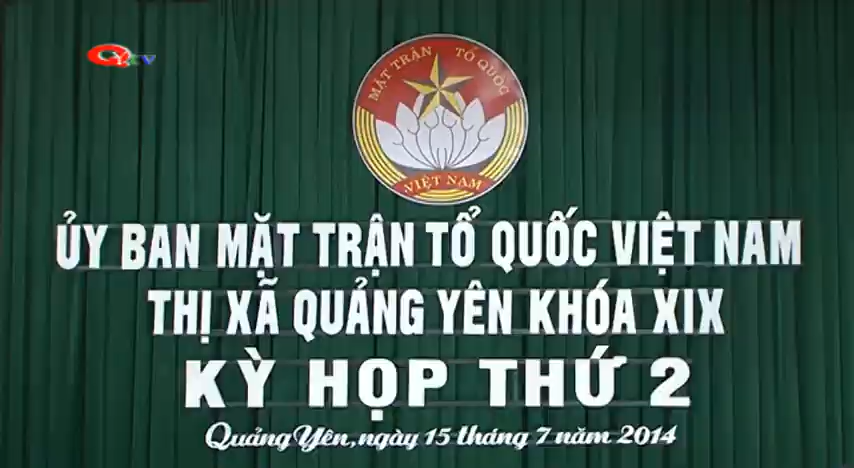 QYTV
MẶT TRẬN TỔ QUỐC
VIỆT NAM
ỦY BAN MẶT TRẬN TỔ QUỐC VIỆT NAM
THỊ XÃ QUẢNG YÊN KHÓA XIX
KỲ HỌP THỨ 2
Quảng Yên, ngày 15 tháng 7 năm 2014